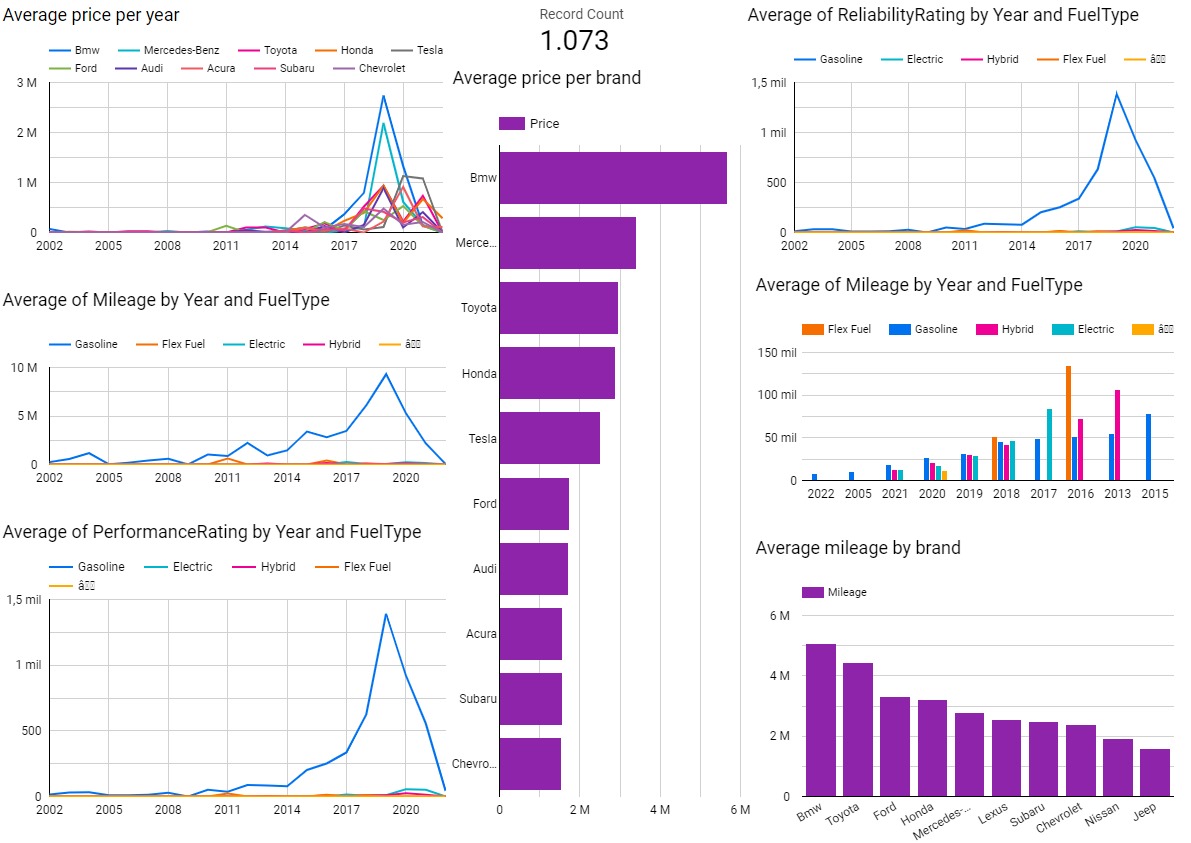 Average price per year
Bmw Mercedes-Benz Toyota Honda Tesla
Ford Audi Acura Subaru Chevrolet
3 M
2 M
1 M
0
2002 2005 2008 2011 2014 2017 2020
Average of Mileage by Year and FuelType
Gasoline Flex Fuel Electric Hybrid â
10 M
5 M
0
2002 2005 2008 2011 2014 2017 2020
Average of PerformanceRating by Year and FuelType
Gasoline Electric Hybrid Flex Fuel
â
1,5 mil
1 mil
500
0
2002 2005 2008 2011 2014 2017 2020
Record Count
1.073
Average price per brand
Price
Bmw
Merce...
Toyota
Honda
Tesla
Ford
Audi
Acura
Subaru
Chevro...
0 2 M 4 M 6 M
Average of ReliabilityRating by Year and FuelType
Gasoline Electric Hybrid Flex Fuel â
1,5 mil
1 mil
500
0
2002 2005 2008 2011 2014 2017 2020
Average of Mileage by Year and FuelType
Flex Fuel Gasoline Hybrid Electric â
150 mil
100 mil
50 mil
0
2022 2005 2021 2020 2019 2018 2017 2016 2013 2015
Average mileage by brand
Mileage
6 M
4 M
2 M
0
Bmw Toyota Ford Honda Mercedes-... Lexus Subaru Chevrolet Nissan Jeep